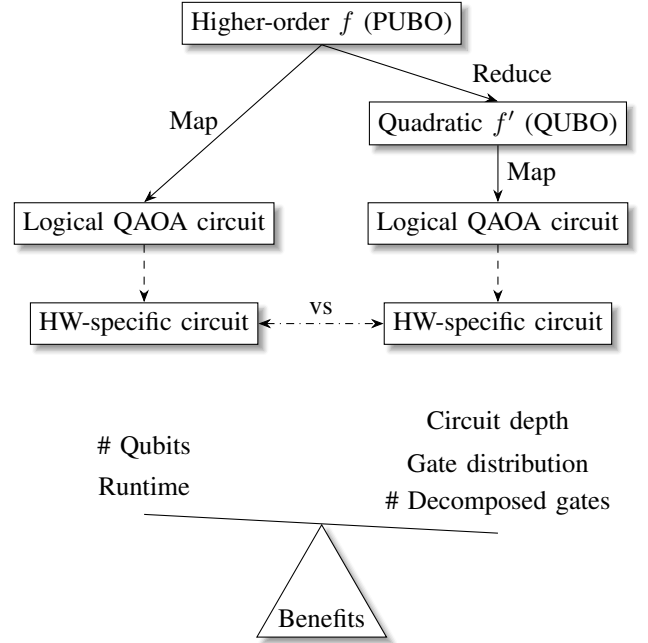 Higher-order f (PUBO)
Reduce
Map
Quadratic f′ (QUBO)
Map
Logical QAOA circuit
Logical QAOA circuit
HW-specific circuit
vs
HW-specific circuit
Circuit depth
# Qubits
Gate distribution
Runtime
# Decomposed gates
Benefits